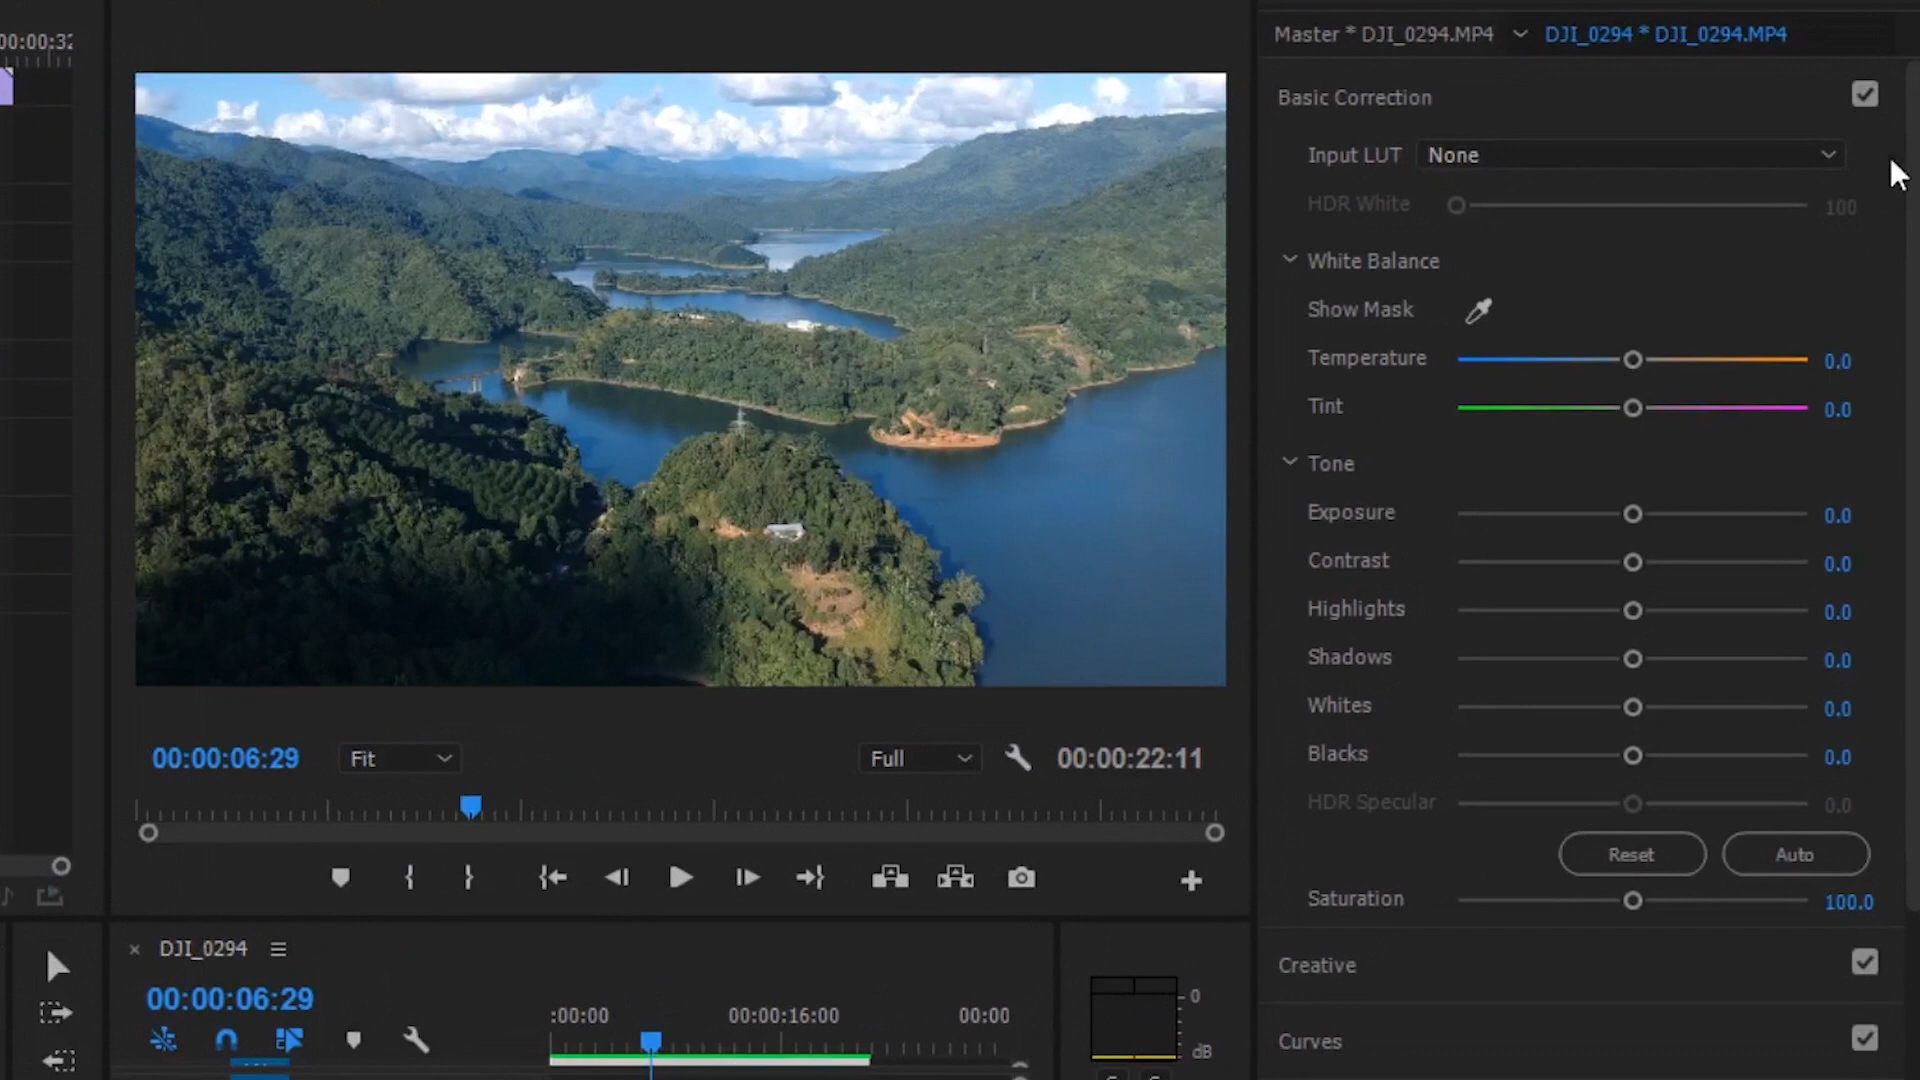 00:00:32
Master * DJI_0294.MP4
DJI_0294 * DJI_0294.MP4
Basic Correction
Input LUT
None
HDR White
100
White Balance
Show Mask
Temperature
0.0
Tint
0.0
Tone
Exposure
0.0
Contrast
0.0
Highlights
0.0
Shadows
0.0
Whites
0.0
Blacks
0.0
HDR Specular
0.0
Reset
Auto
Saturation
100.0
Creative
Curves
00:00:06:29
Fit
Full
00:00:22:11
DJI_0294
00:00:06:29
:00:00
00:00:16:00
00:00
0
dB